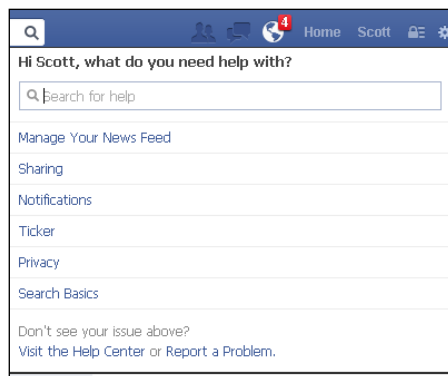 4
Home Scott
Hi Scott, what do you need help with?
Search for help
Manage Your News Feed
Sharing
Notifications
Ticker
Privacy
Search Basics
Don't see your issue above?
Visit the Help Center or Report a Problem.